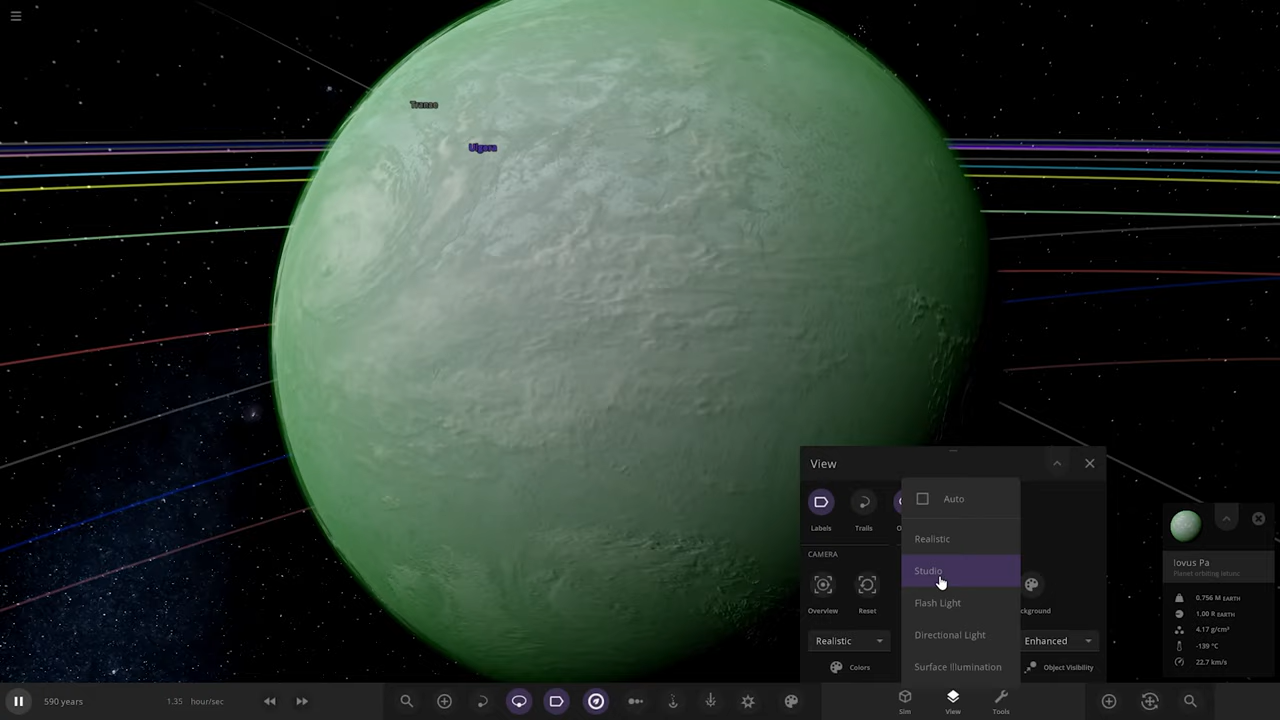 Tranae
Ulgora
View
Auto
Labels
Trails
Realistic
CAMERA
Studio
Overview
Reset
Flash Light
Realistic
Directional Light
Enhanced
Colors
Surface Illumination
Object Visibility
Iovus Pa
0.756 M EARTH
1.00 R EARTH
4.17 g/cm³
-139 °C
22.7 km/s
590 years
1.35 hour/sec
Sim
View
Tools